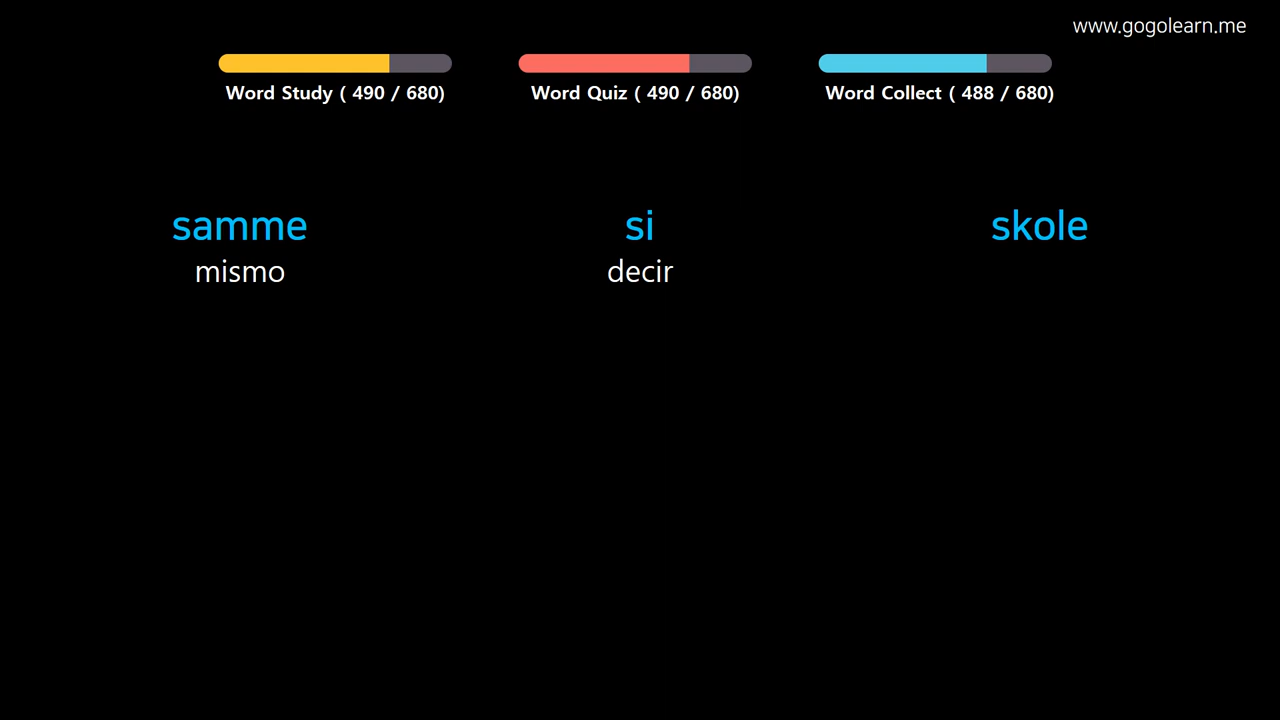 www.gogolearn.me
Word Study ( 490 / 680)
Word Quiz ( 490 / 680)
Word Collect ( 488 / 680)
samme
mismo
si
decir
skole